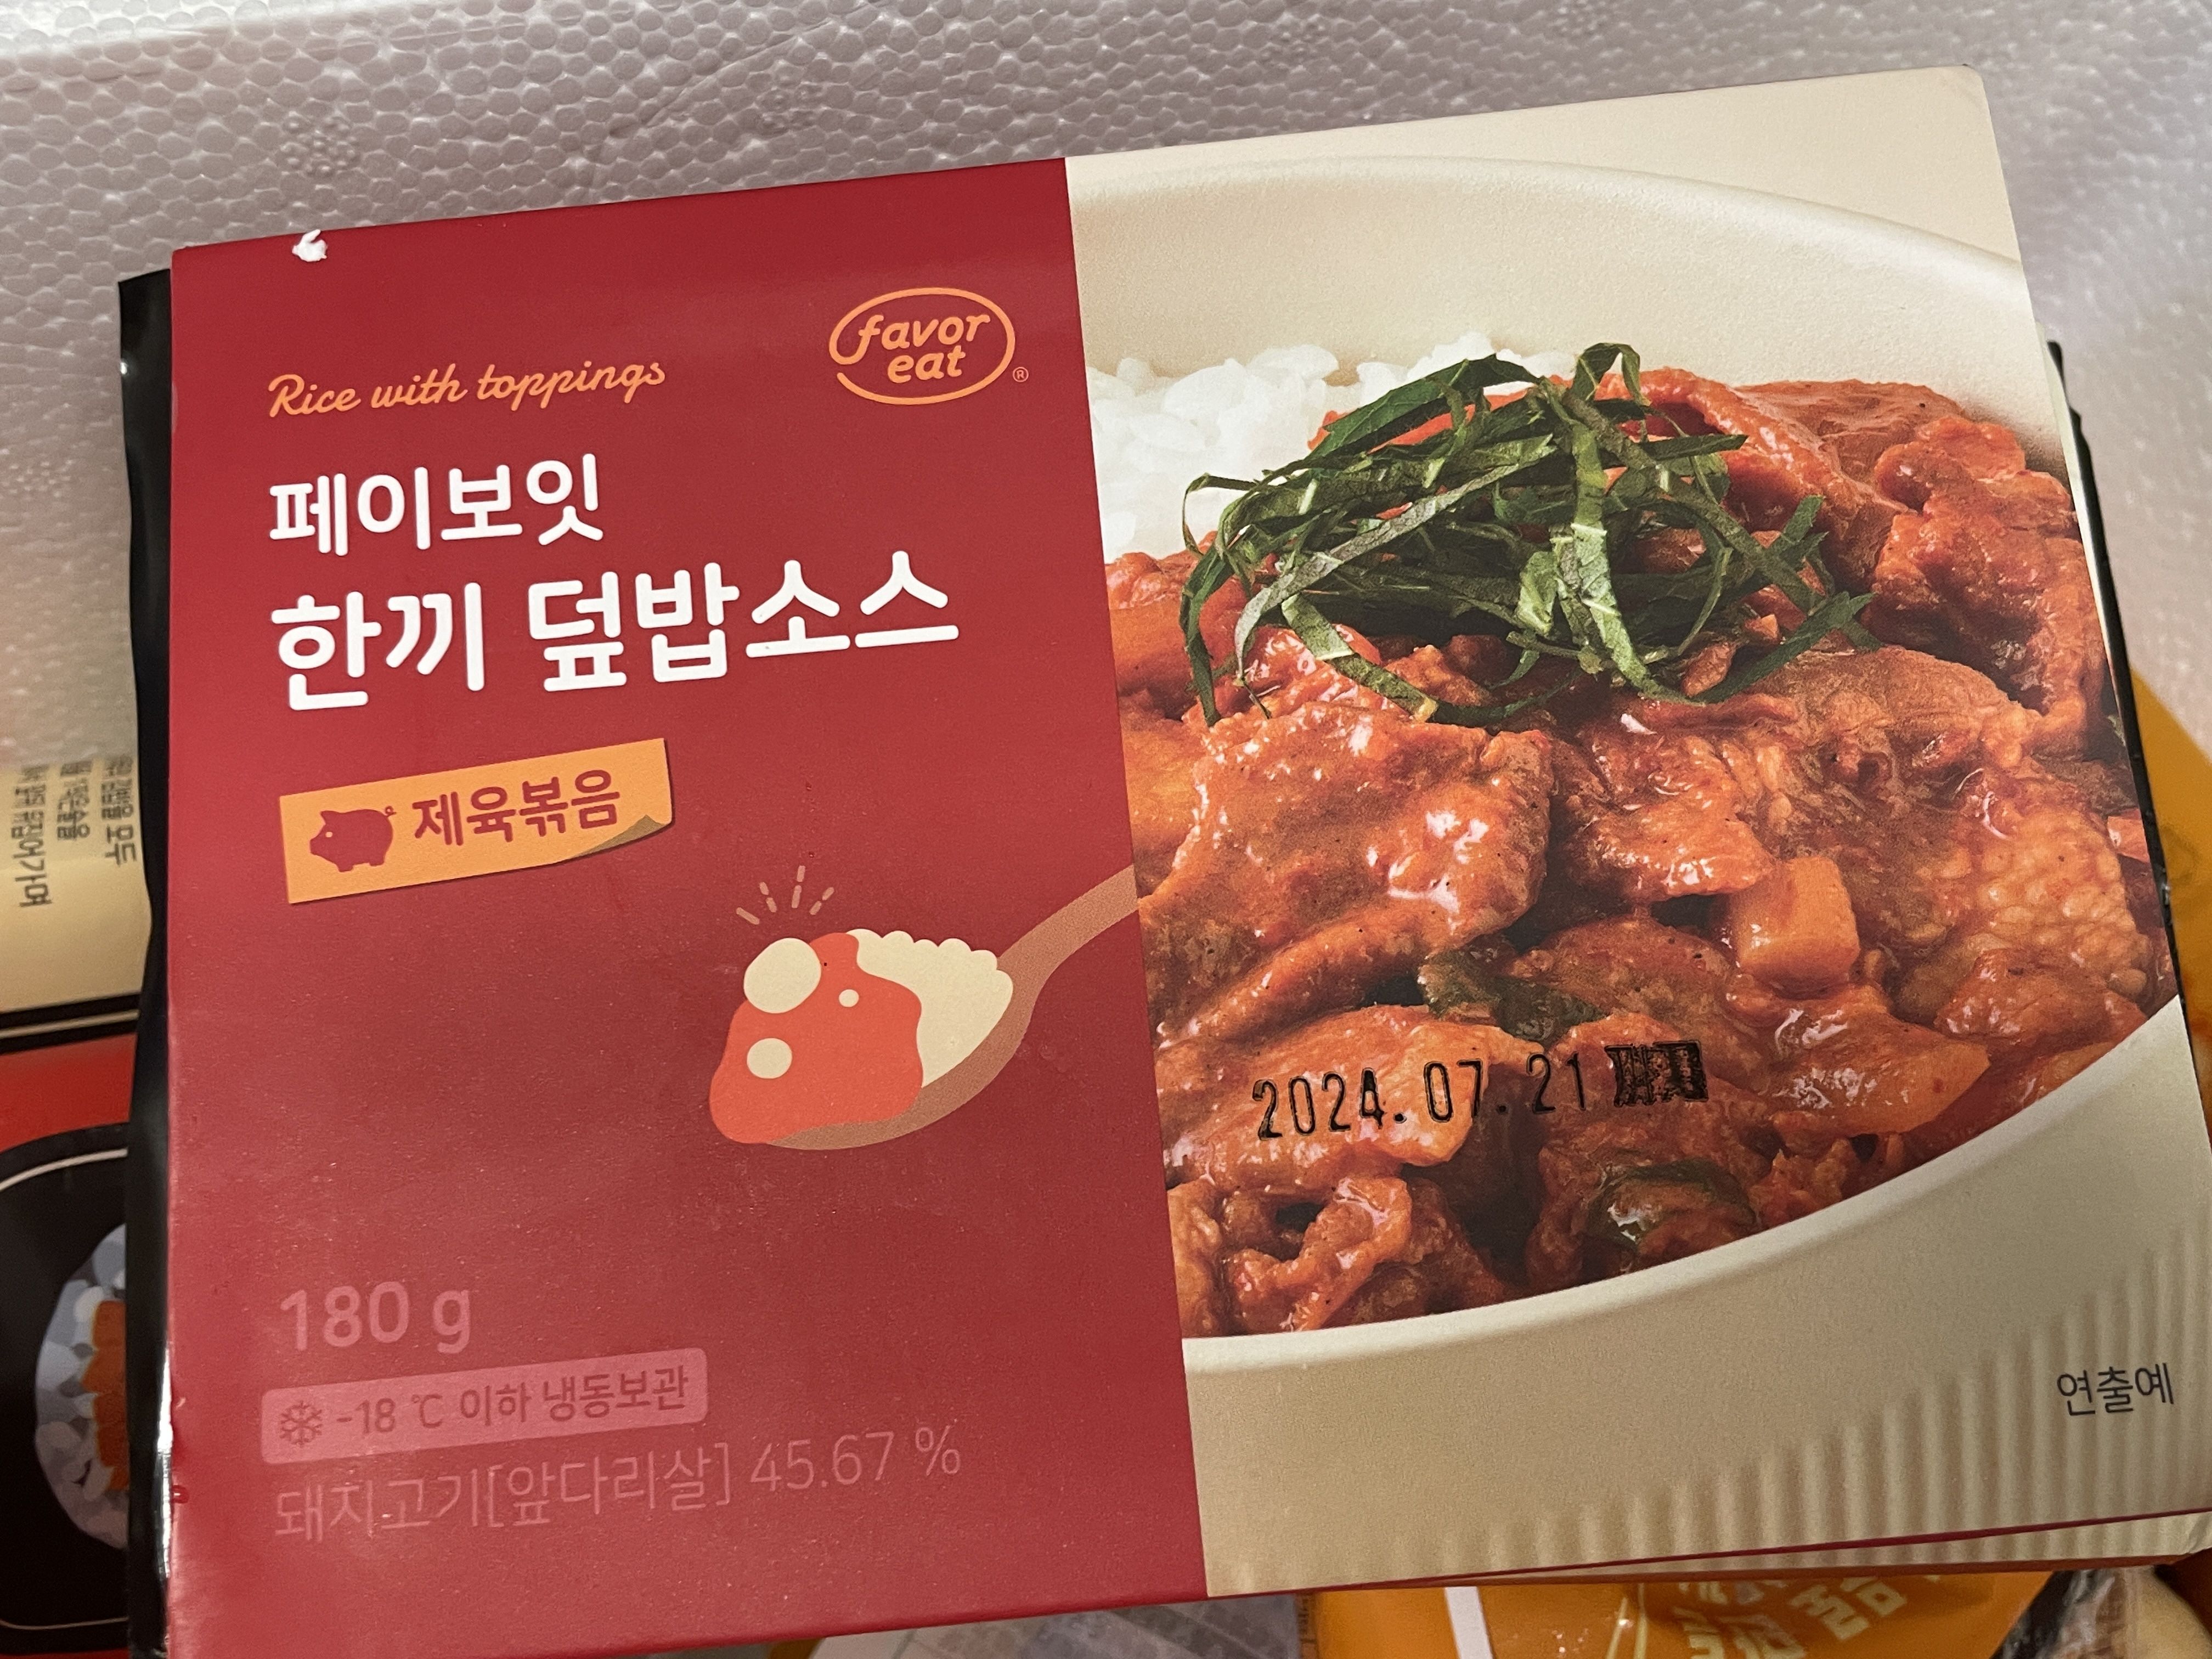 Rice with toppings
favor
eat
®
페이보잇
한끼 덮밥소스
제육볶음
2024.07.21
180 g
-18 ℃ 이하 냉동보관
돼지고기[앞다리살] 45.67 %
연출예